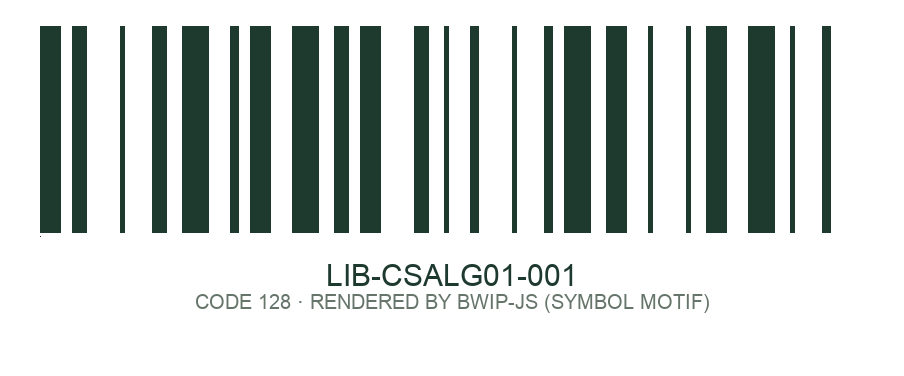 LIB-CSALG01-001
CODE 128 · RENDERED BY BWIP-JS (SYMBOL MOTIF)